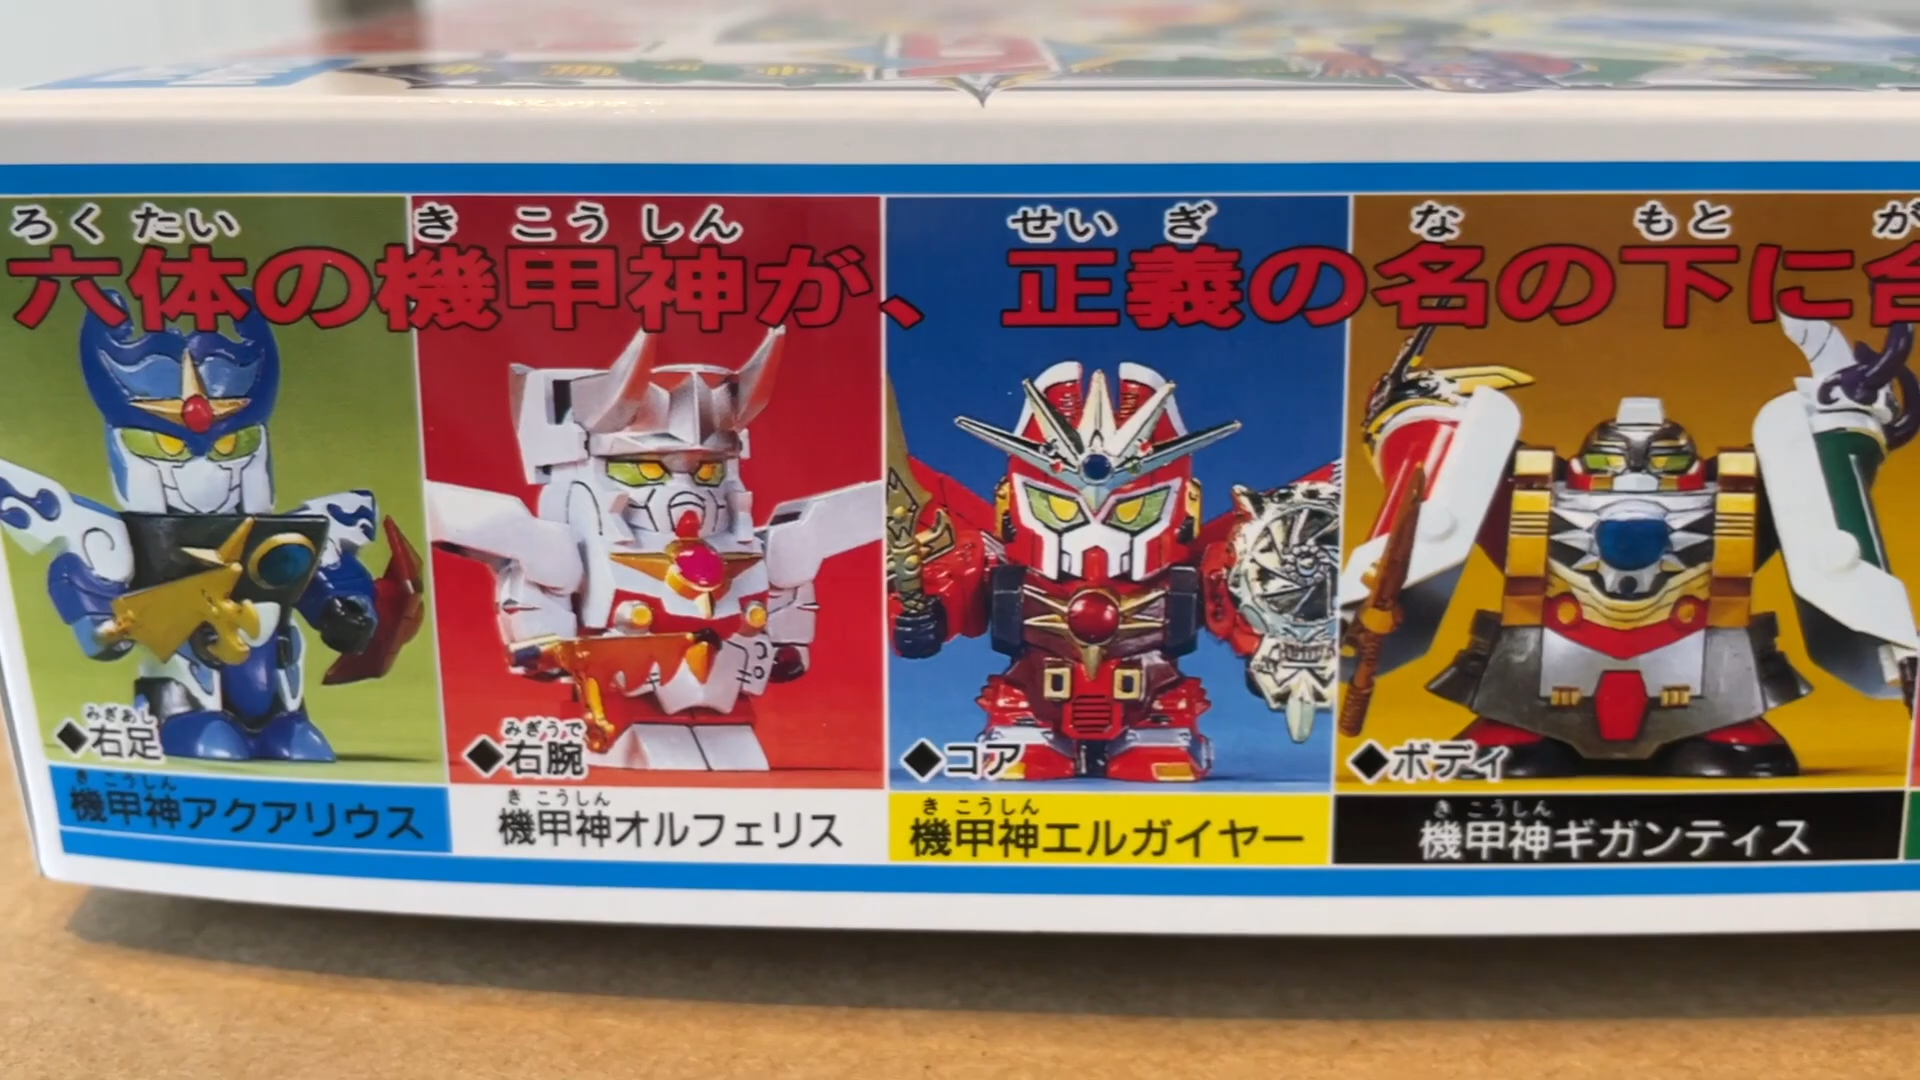 ろくたい きこうしん せいぎ な もと が
六体の機甲神が、正義の名の下に合
みぎあし
◆右足
きこうしん
機甲神アクアリウス
みぎうで
◆右腕
きこうしん
機甲神オルフェリス
◆コア
きこうしん
機甲神エルガイヤー
◆ボディ
きこうしん
機甲神ギガンティス